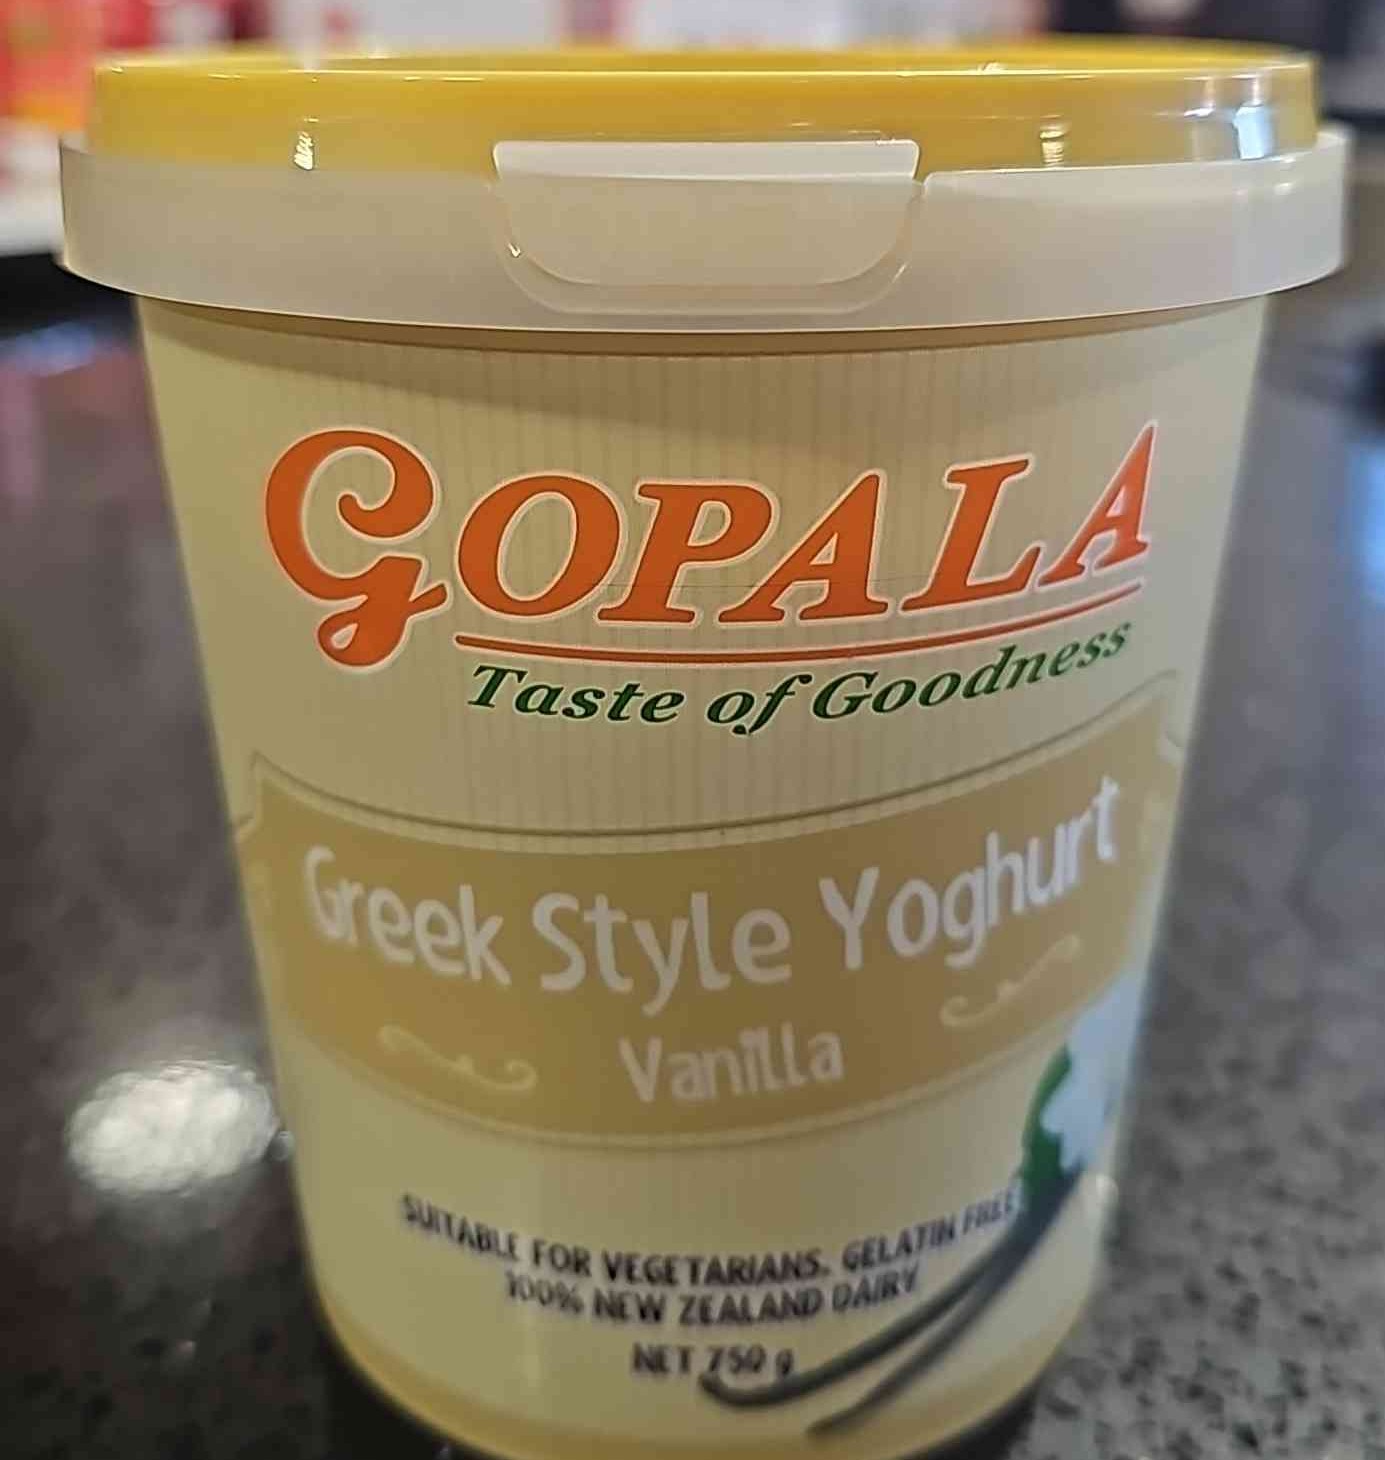 GOPALA
Taste of Goodness
Greek Style Yoghurt
Vanilla
SUITABLE FOR VEGETARIANS. GELATIN FREE
100% NEW ZEALAND DAIRY
NET 750 g